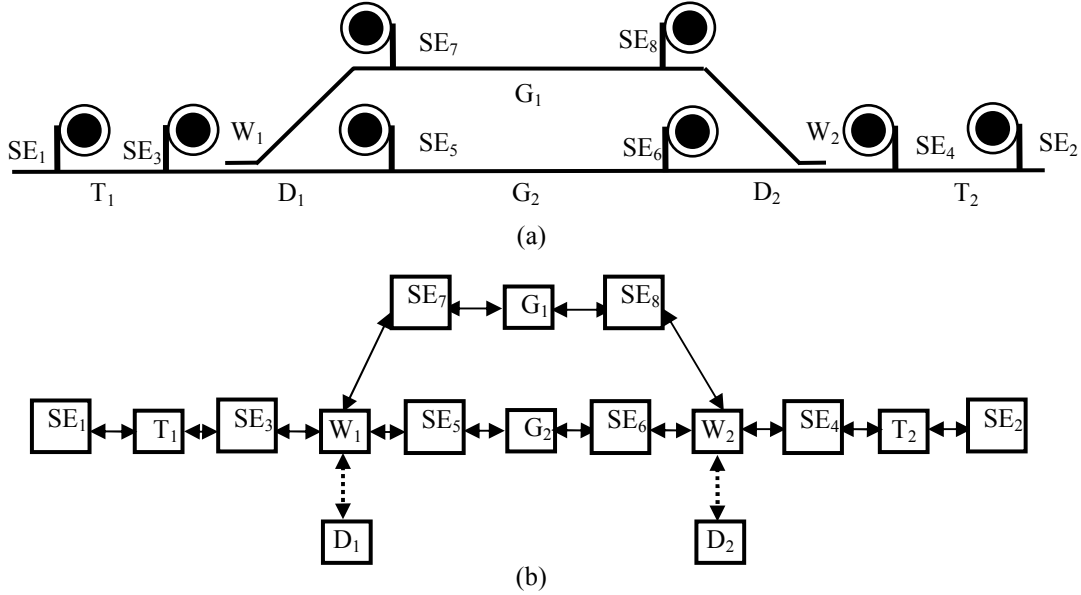 SE₇ SE₈
G₁
SE₁ SE₃ W₁ SE₅ SE₆ W₂ SE₄ SE₂
T₁ D₁ G₂ D₂ T₂
(a)
SE₇ G₁ SE₈
SE₁ T₁ SE₃ W₁ SE₅ G₂ SE₆ W₂ SE₄ T₂ SE₂
D₁ D₂
(b)